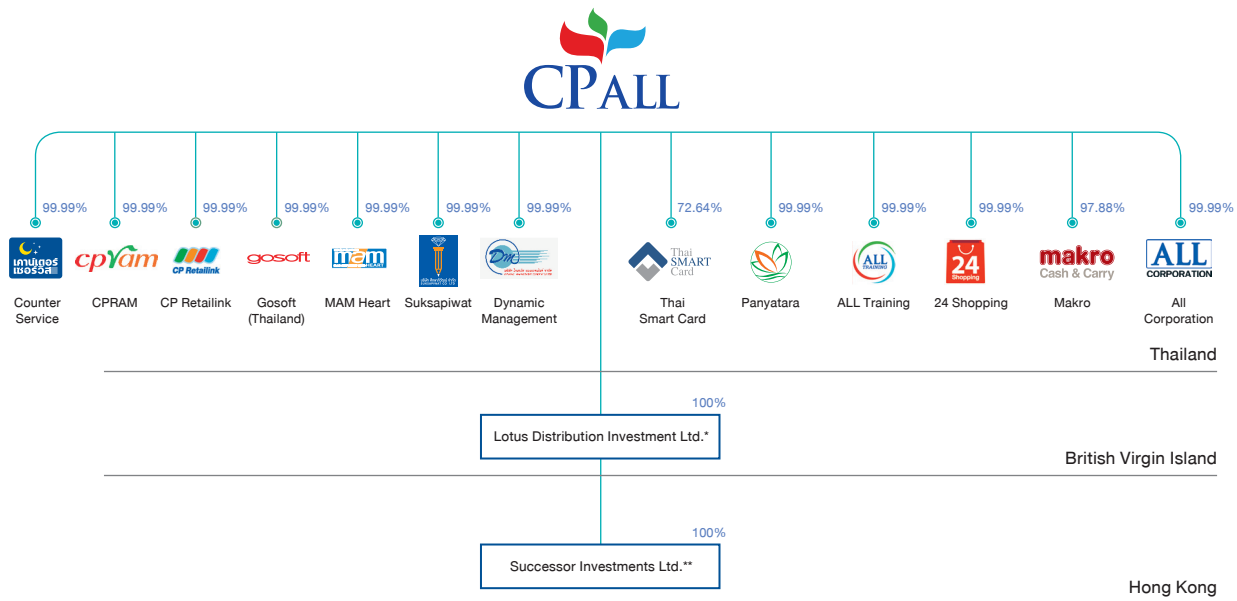 CPALL
99.99%
99.99%
99.99%
99.99%
99.99%
99.99%
99.99%
72.64%
99.99%
99.99%
99.99%
97.88%
99.99%
เคาน์เตอร์
เซอร์วิส
cpram
CP Retailink
gosoft
mam
HEART
Dm
Thai
SMART
Card
ALL
TRAINING
24
Shopping
makro
Cash & Carry
ALL
CORPORATION
Counter
Service
CPRAM
CP Retailink
Gosoft
(Thailand)
MAM Heart
Suksapiwat
Dynamic
Management
Thai
Smart Card
Panyatara
ALL Training
24 Shopping
Makro
All
Corporation
Thailand
100%
Lotus Distribution Investment Ltd.*
British Virgin Island
100%
Successor Investments Ltd.**
Hong Kong